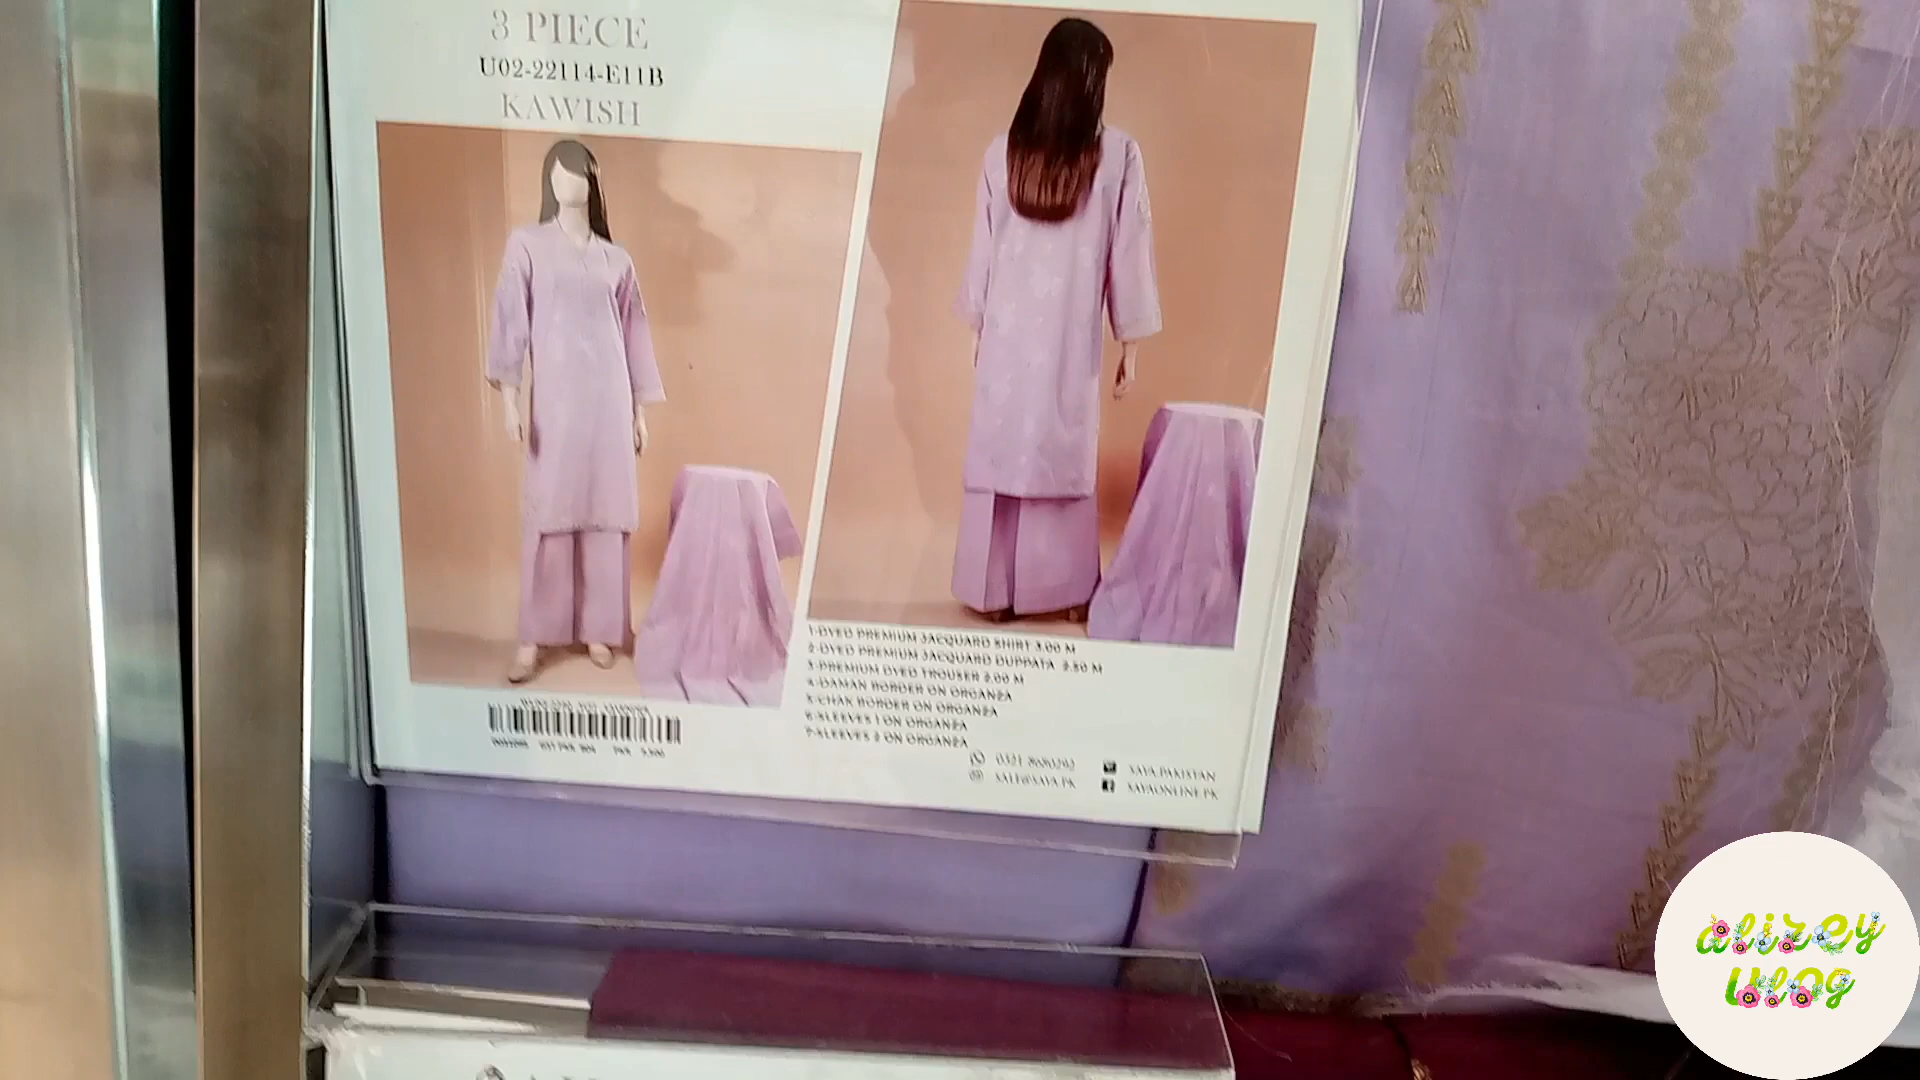 3 PIECE
U02-22114-E11B
KAWISH
1-DYED PREMIUM JACQUARD SHIRT 3.00 M
2-DYED PREMIUM JACQUARD DUPPATA 2.50 M
3-PREMIUM DYED TROUSER 2.00 M
4-DAMAN BORDER ON ORGANZA
5-CHAK BORDER ON ORGANZA
6-SLEEVES 1 ON ORGANZA
7-SLEEVES 2 ON ORGANZA
0321 8680292
SAYA.PAKISTAN
SAYAONLINE.PK
alizey
vlog